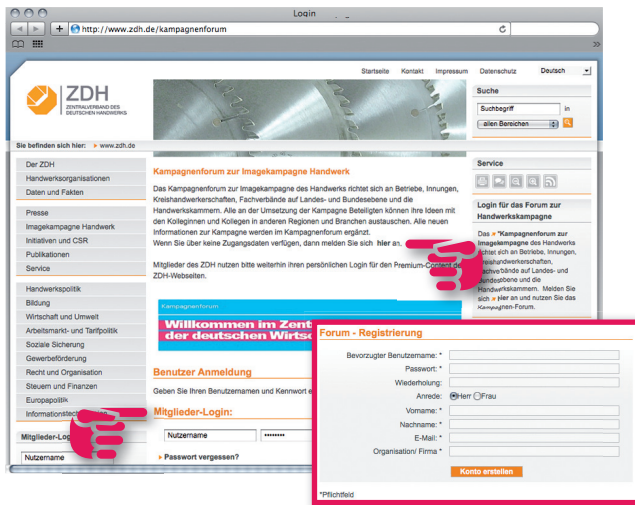 Login
http://www.zdh.de/kampagnenforum
Startseite Kontakt Impressum Datenschutz Deutsch
ZDH
ZENTRALVERBAND DES
DEUTSCHEN HANDWERKS
Suche
Suchbegriff in
allen Bereichen
Sie befinden sich hier: www.zdh.de
Der ZDH
Handwerksorganisationen
Daten und Fakten
Presse
Imagekampagne Handwerk
Initiativen und CSR
Publikationen
Service
Handwerkspolitik
Bildung
Wirtschaft und Umwelt
Arbeitsmarkt- und Tarifpolitik
Soziale Sicherung
Gewerbeförderung
Recht und Organisation
Steuern und Finanzen
Europapolitik
Mitglieder-Log
Nutzername
Kampagnenforum zur Imagekampagne Handwerk
Das Kampagnenforum zur Imagekampagne des Handwerks richtet sich an Betriebe, Innungen,
Kreishandwerkerschaften, Fachverbände auf Landes- und Bundesebene und die
Handwerkskammern. Alle an der Umsetzung der Kampagne Beteiligten können ihre Ideen mit
den Kolleginnen und Kollegen in anderen Regionen und Branchen austauschen. Alle neuen
Informationen zur Kampagne werden im Kampagnenforum ergänzt.
Wenn Sie über keine Zugangsdaten verfügen, dann melden Sie sich hier an.
Mitglieder des ZDH nutzen bitte weiterhin ihren persönlichen Login für den Premium-Content de
ZDH-Webseiten.
Kampagnenforum
Willkommen im Zent
der deutschen Wirtsc
Benutzer Anmeldung
Geben Sie Ihren Benutzernamen und Kennwort e
Mitglieder-Login:
Nutzername ••••••••
Passwort vergessen?
Service
Login für das Forum zur
Handwerkskampagne
Das "Kampagnenforum zur
Imagekampagne des Handwerks
richtet sich an Betriebe, Innungen,
Kreishandwerkerschaften,
Fachverbände auf Landes- und
Bundesebene und die
Handwerkskammern. Melden Sie
sich hier an und nutzen Sie das
Kampagnen-Forum.
Forum - Registrierung
Bevorzugter Benutzername: *
Passwort: *
Wiederholung:
Anrede: Herr Frau
Vorname: *
Nachname: *
E-Mail: *
Organisation/ Firma *
Konto erstellen
*Pflichtfeld